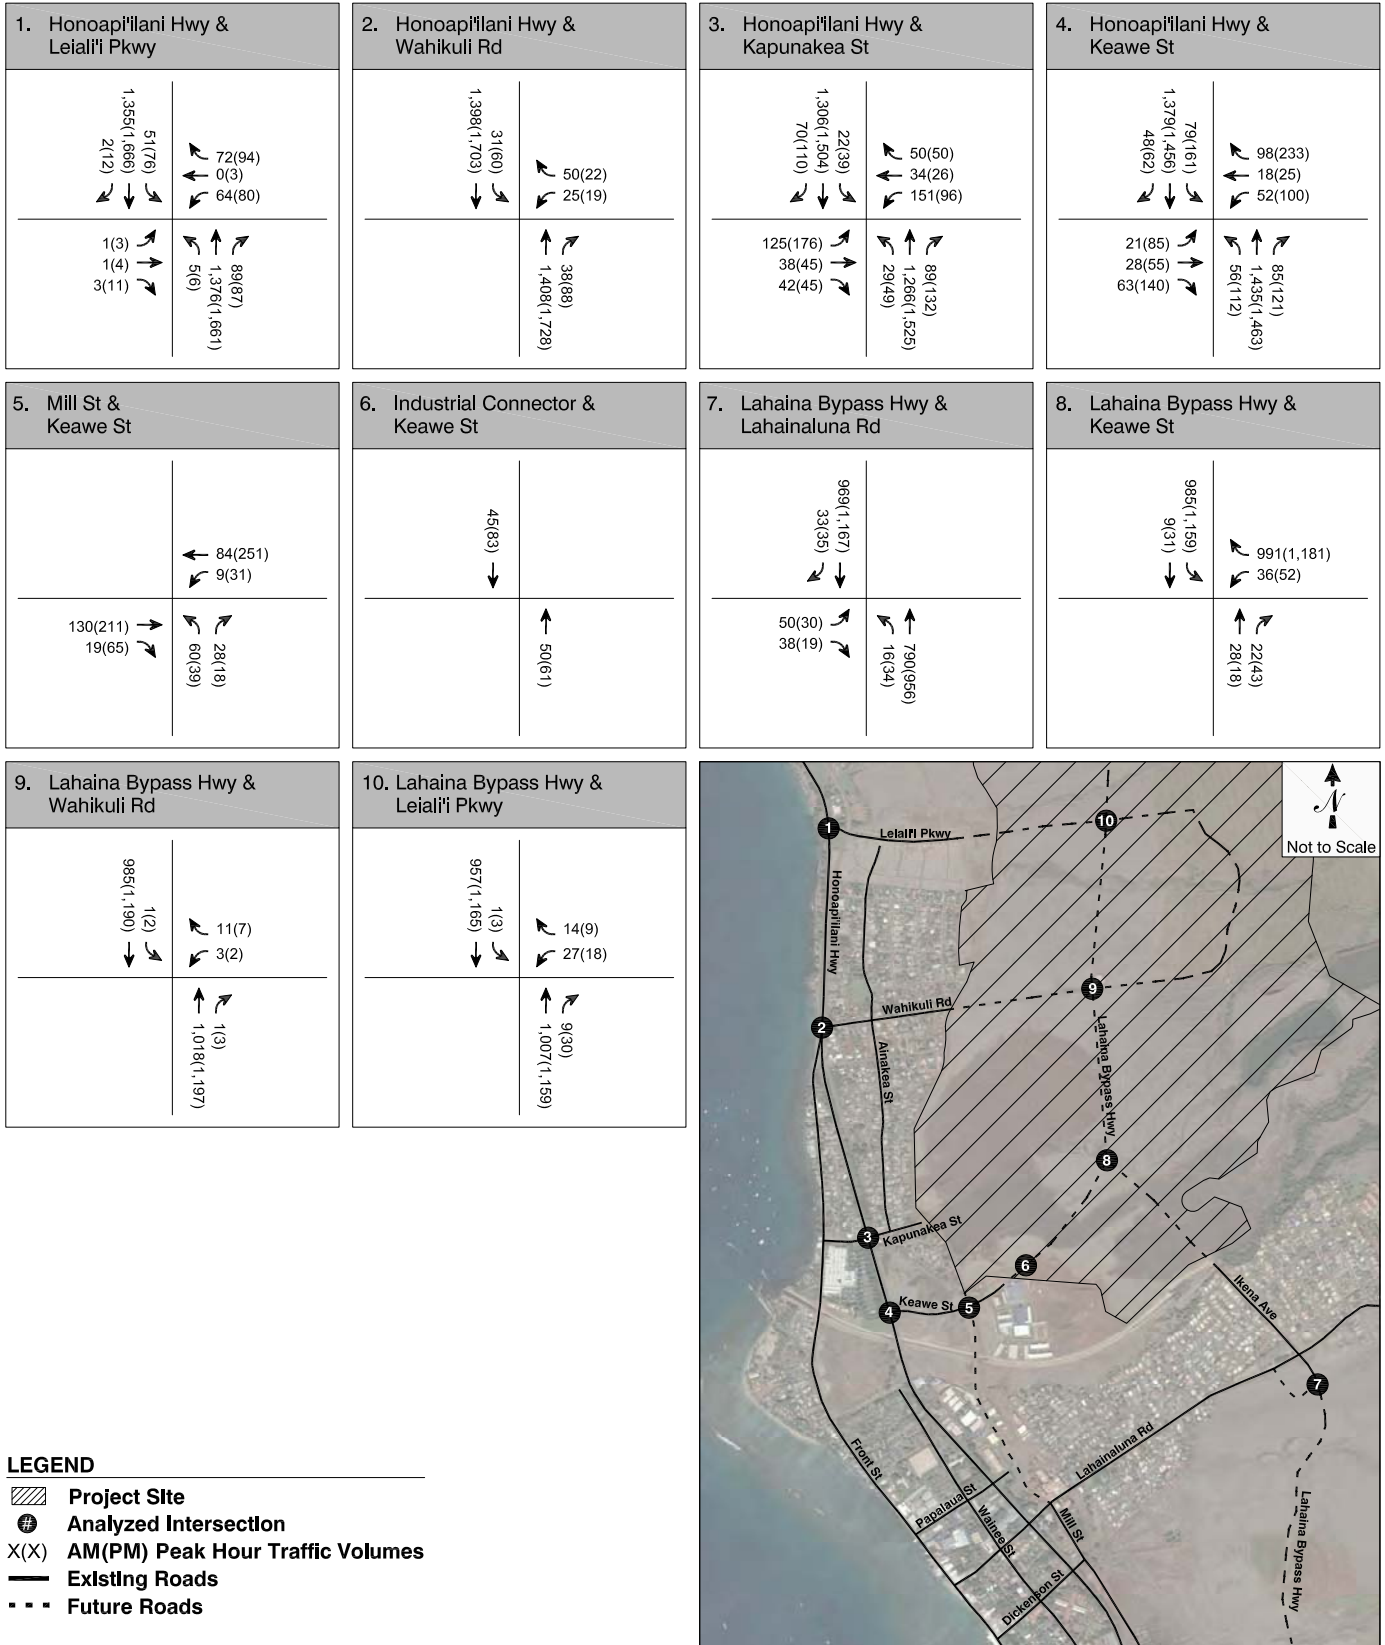 1. Honoapi'ilani Hwy &
Leiali'i Pkwy
1,355(1,666)
2(12)
51(76)
72(94)
0(3)
64(80)
1(3)
1(4)
3(11)
5(6)
1,376(1,661)
89(87)
2. Honoapi'ilani Hwy &
Wahikuli Rd
1,398(1,703)
31(60)
50(22)
25(19)
1,408(1,728)
38(88)
3. Honoapi'ilani Hwy &
Kapunakea St
1,306(1,504)
70(110)
22(39)
50(50)
34(26)
151(96)
125(176)
38(45)
42(45)
29(49)
1,266(1,525)
89(132)
4. Honoapi'ilani Hwy &
Keawe St
1,379(1,456)
48(62)
79(161)
98(233)
18(25)
52(100)
21(85)
28(55)
63(140)
56(112)
1,435(1,463)
85(121)
5. Mill St &
Keawe St
84(251)
9(31)
130(211)
19(65)
60(39)
28(18)
6. Industrial Connector &
Keawe St
45(83)
50(61)
7. Lahaina Bypass Hwy &
Lahainaluna Rd
969(1,167)
33(35)
50(30)
38(19)
16(34)
790(956)
8. Lahaina Bypass Hwy &
Keawe St
985(1,159)
9(31)
991(1,181)
36(52)
28(18)
22(43)
9. Lahaina Bypass Hwy &
Wahikuli Rd
985(1,190)
1(2)
11(7)
3(2)
1,018(1,197)
1(3)
10. Lahaina Bypass Hwy &
Leiali'i Pkwy
957(1,165)
1(3)
14(9)
27(18)
1,007(1,159)
9(30)
N
Not to Scale
1
Leiali'i Pkwy
10
Honoapi'ilani Hwy
9
Wahikuli Rd
2
Ainakea St
Lahaina Bypass Hwy
8
3
Kapunakea St
6
Ikena Ave
4
Keawe St
5
7
Front St
Lahainaluna Rd
Papalaua St
Wainee St
Mill St
Dickenson St
Lahaina Bypass Hwy
LEGEND
Project Site
# Analyzed Intersection
X(X) AM(PM) Peak Hour Traffic Volumes
Existing Roads
Future Roads